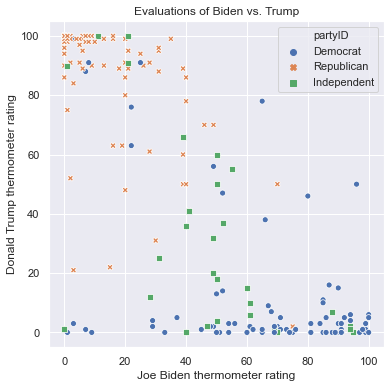 Evaluations of Biden vs. Trump
partyID
Democrat
Republican
Independent
100
80
60
40
20
0
Donald Trump thermometer rating
0 20 40 60 80 100
Joe Biden thermometer rating